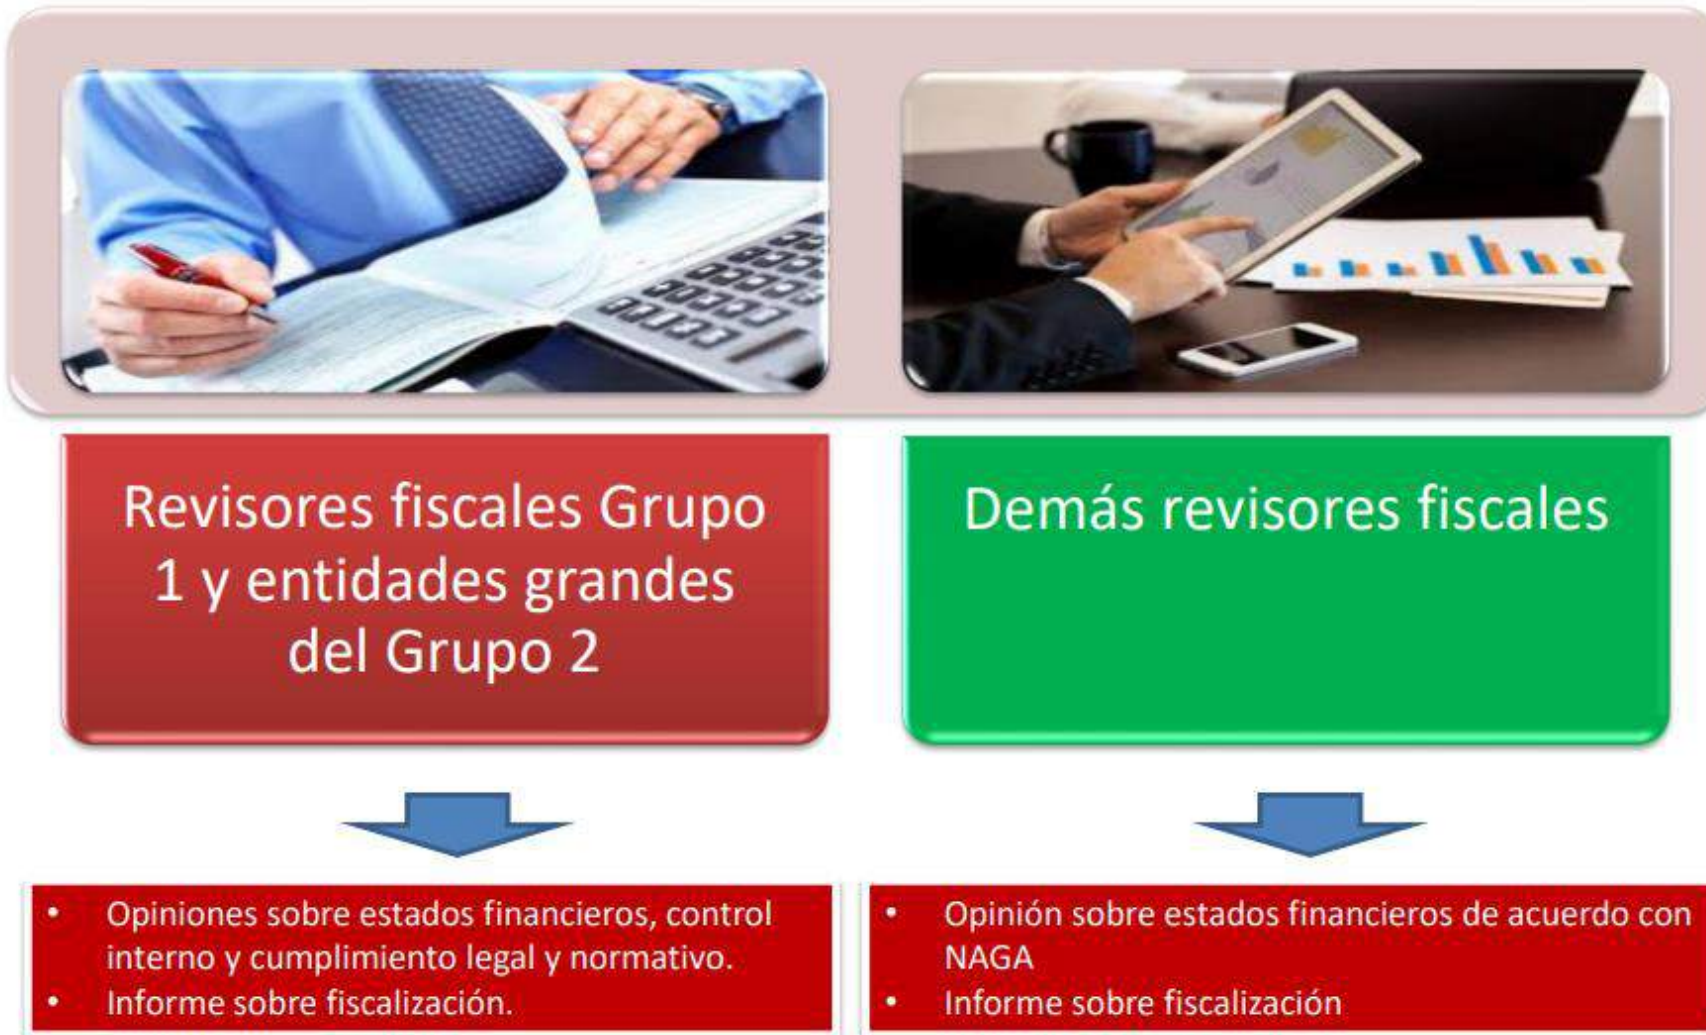 Revisores fiscales Grupo
1 y entidades grandes
del Grupo 2
Demás revisores fiscales
• Opiniones sobre estados financieros, control
interno y cumplimiento legal y normativo.
• Informe sobre fiscalización.
• Opinión sobre estados financieros de acuerdo con
NAGA
• Informe sobre fiscalización